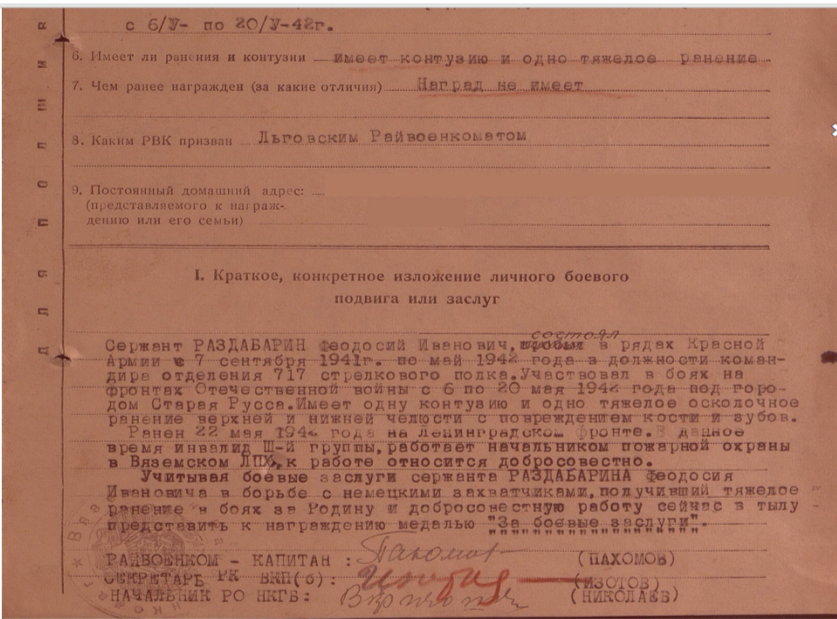 с 6/У- по 20/У-42г.
6. Имеет ли ранения и контузии имеет контузию и одно тяжелое ранение
7. Чем ранее награжден (за какие отличия) Наград не имеет
8. Каким РВК призван Льговским Райвоенкоматом
9. Постоянный домашний адрес:
(представляемого к награж-
дению или его семьи)
I. Краткое, конкретное изложение личного боевого
подвига или заслуг
состоял
Сержант РАЗДАБАРИН Феодосий Иванович, в рядах Красной
Армии с 7 сентября 1941г. по май 1942 года в должности коман-
дира отделения 717 стрелкового полка.Участвовал в боях на
фронтах Отечественной войны с 6 по 20 мая 1942 года под горо-
дом Старая Русса.Имеет одну контузию и одно тяжелое осколочное
ранение верхней и нижней челюсти с повреждением кости и зубов.
Ранен 22 мая 1942 года на Ленинградском фронте.В данное
время инвалид Ш-й группы,работает начальником пожарной охраны
в Вяземском ЛПХ,к работе относится добросовестно.
Учитывая боевые заслуги сержанта РАЗДАБАРИНА Феодосия
Ивановича в борьбе с немецкими захватчиками,получивший тяжелое
ранение в боях за Родину и добросовестную работу сейчас в тылу
представить к награждению медалью "За боевые заслуги".
РАЙВОЕНКОМ - КАПИТАН : Пахомов (ПАХОМОВ)
СЕКРЕТАРЬ РК ВКП(б): Изотов (ИЗОТОВ)
НАЧАЛЬНИК РО НКГБ: (НИКОЛАЕВ)